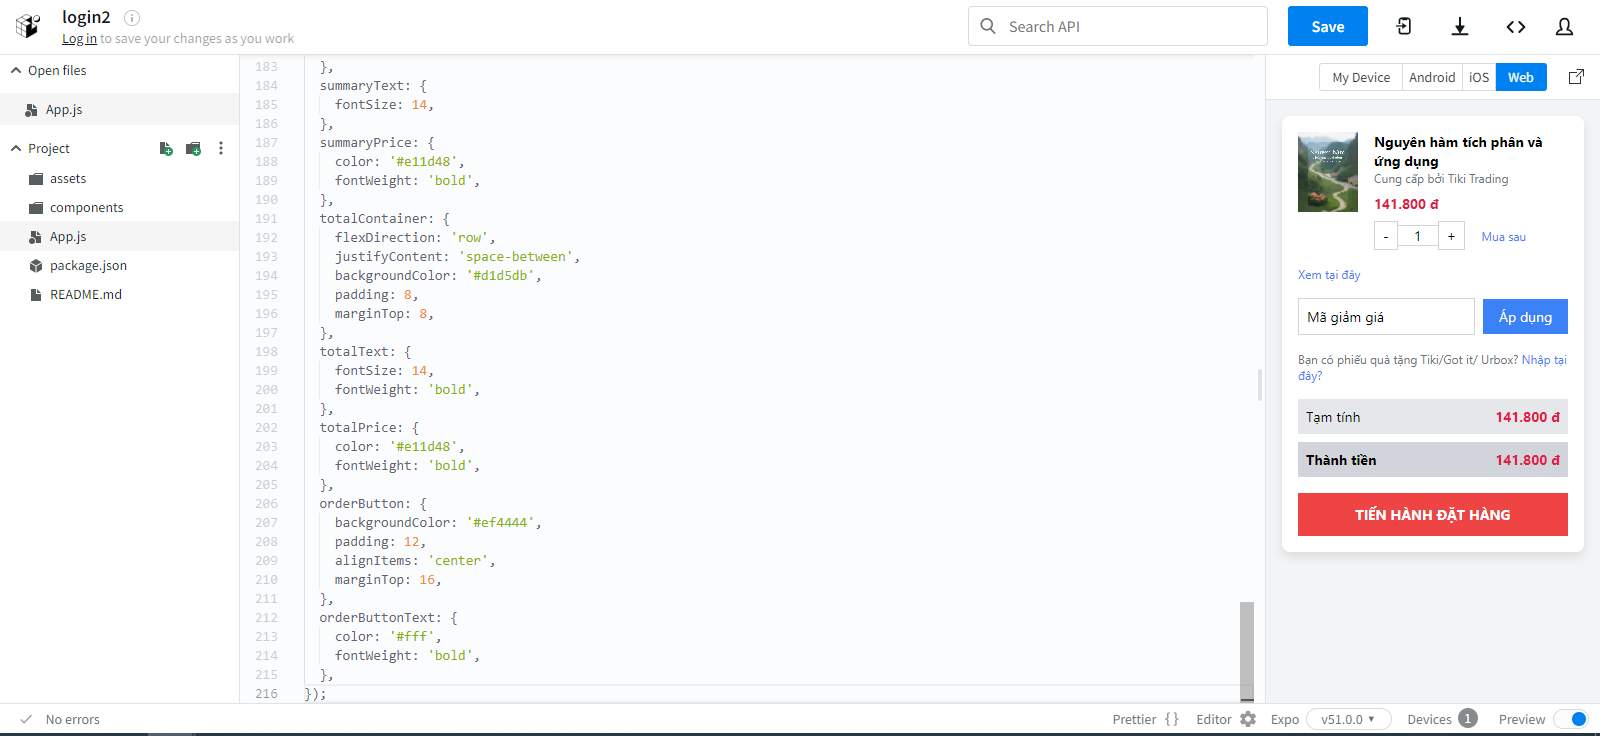 login2
Log in to save your changes as you work
Search API
Save
Open files
App.js
Project
assets
components
App.js
package.json
README.md
183 },
184 summaryText: {
185 fontSize: 14,
186 },
187 summaryPrice: {
188 color: '#e11d48',
189 fontWeight: 'bold',
190 },
191 totalContainer: {
192 flexDirection: 'row',
193 justifyContent: 'space-between',
194 backgroundColor: '#d1d5db',
195 padding: 8,
196 marginTop: 8,
197 },
198 totalText: {
199 fontSize: 14,
200 fontWeight: 'bold',
201 },
202 totalPrice: {
203 color: '#e11d48',
204 fontWeight: 'bold',
205 },
206 orderButton: {
207 backgroundColor: '#ef4444',
208 padding: 12,
209 alignItems: 'center',
210 marginTop: 16,
211 },
212 orderButtonText: {
213 color: '#fff',
214 fontWeight: 'bold',
215 },
216 });
My Device Android iOS Web
Nguyên hàm tích phân và
ứng dụng
Cung cấp bởi Tiki Trading
141.800 đ
- 1 + Mua sau
Xem tại đây
Mã giảm giá Áp dụng
Bạn có phiếu quà tặng Tiki/Got it/ Urbox? Nhập tại
đây?
Tạm tính 141.800 đ
Thành tiền 141.800 đ
TIẾN HÀNH ĐẶT HÀNG
No errors
Prettier { } Editor Expo v51.0.0 Devices 1 Preview